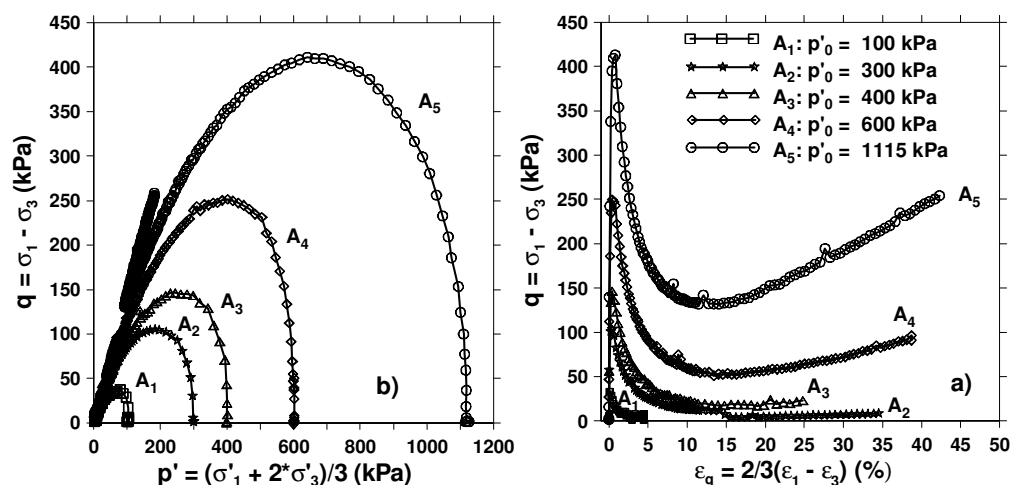 450
400
350
300
250
200
150
100
50
0
q = σ1 - σ3 (kPa)
A5
A4
A3
A2
A1
b)
0 200 400 600 800 1000 1200
p' = (σ'1 + 2*σ'3)/3 (kPa)
450
400
350
300
250
200
150
100
50
0
q = σ1 - σ3 (kPa)
A1: p'0 = 100 kPa
A2: p'0 = 300 kPa
A3: p'0 = 400 kPa
A4: p'0 = 600 kPa
A5: p'0 = 1115 kPa
A5
A4
a)
A3
A1
A2
0 5 10 15 20 25 30 35 40 45 50
εq = 2/3(ε1 - ε3) (%)